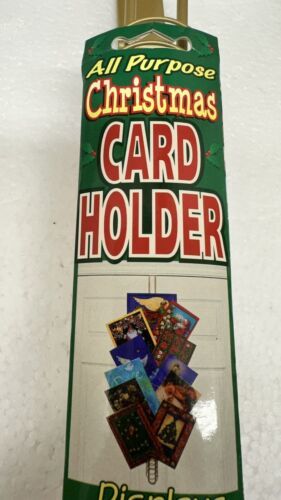 All Purpose
Christmas
CARD
HOLDER
Displays